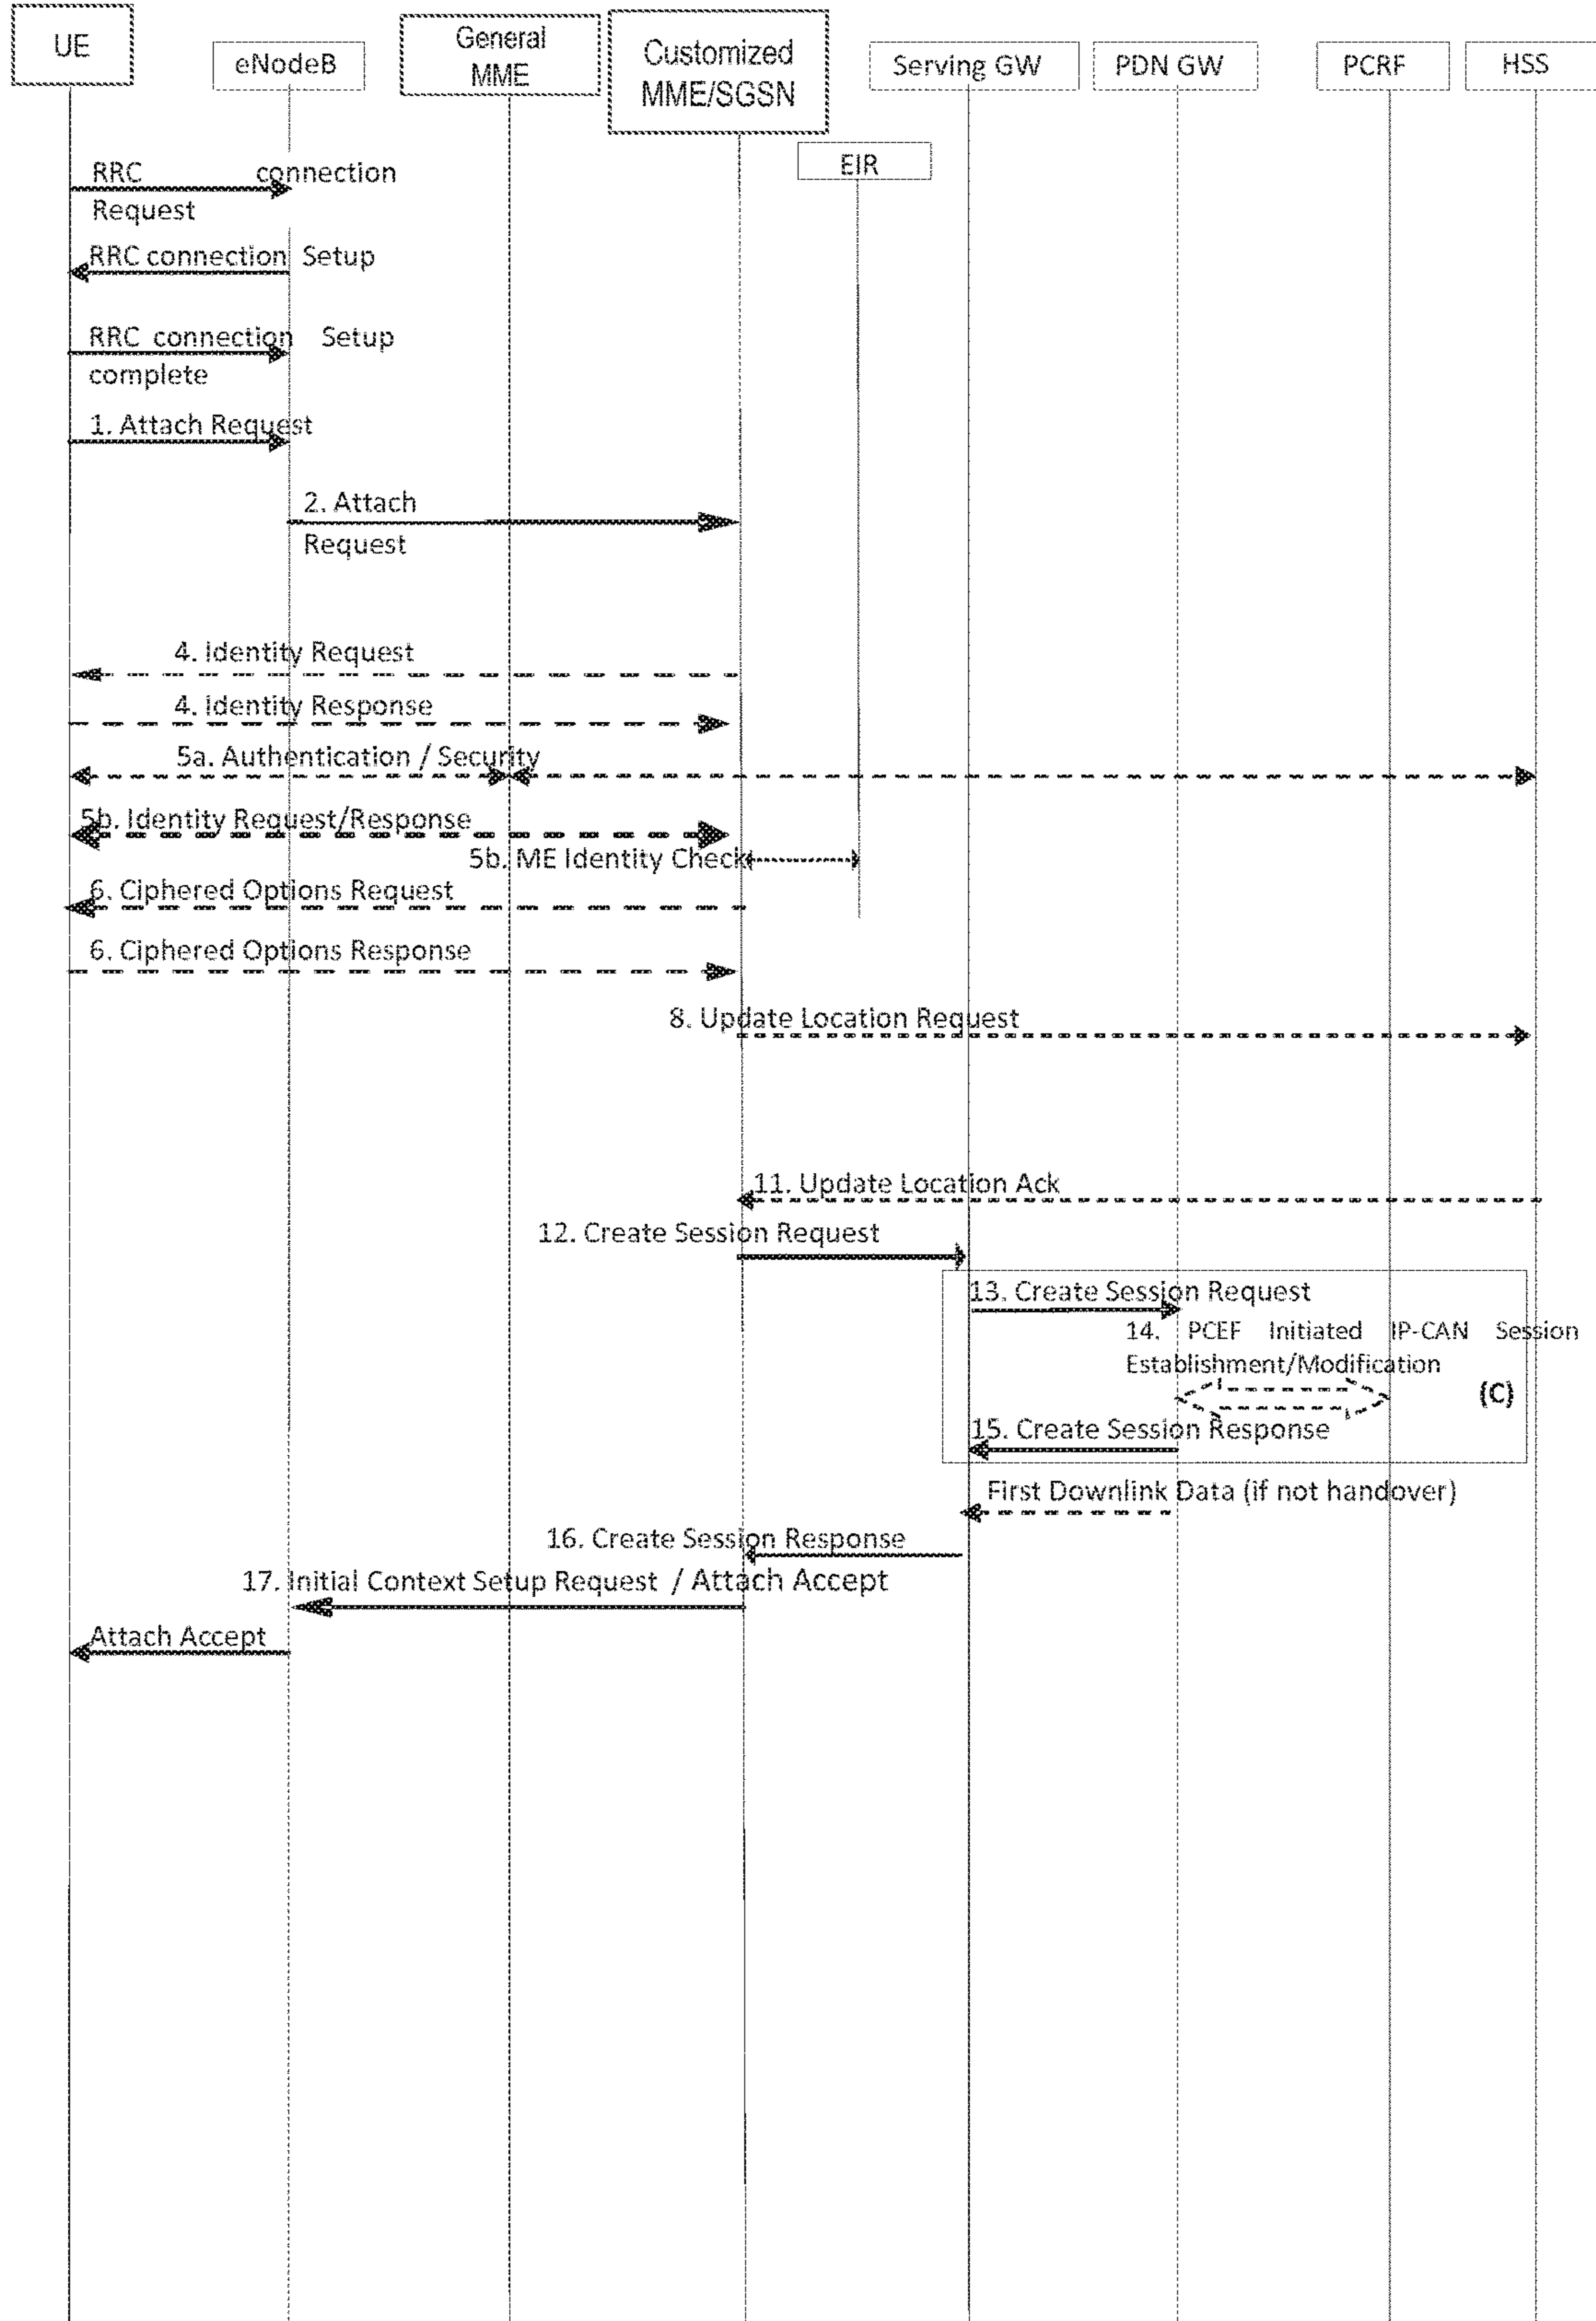 UE
eNodeB
General
MME
Customized
MME/SGSN
Serving GW
PDN GW
PCRF
HSS
EIR
RRC connection
Request
RRC connection Setup
RRC connection Setup
complete
1. Attach Request
2. Attach
Request
4. Identity Request
4. Identity Response
5a. Authentication / Security
5b. Identity Request/Response
5b. ME Identity Check
6. Ciphered Options Request
6. Ciphered Options Response
8. Update Location Request
11. Update Location Ack
12. Create Session Request
13. Create Session Request
14. PCEF Initiated IP-CAN Session
Establishment/Modification
(C)
15. Create Session Response
First Downlink Data (if not handover)
16. Create Session Response
17. Initial Context Setup Request / Attach Accept
Attach Accept